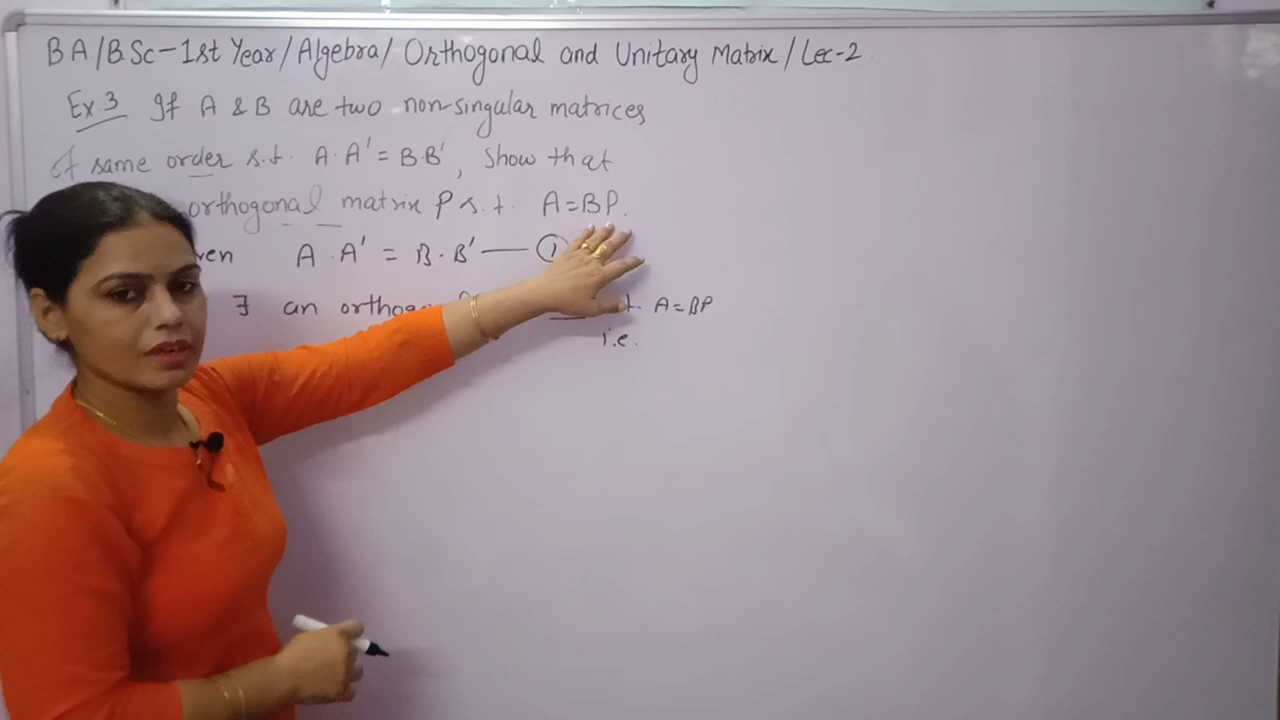 BA/B.Sc-1st Year/Algebra/ Orthogonal and Unitary Matrix/Lec-2
Ex.3 If A & B are two non-singular matrices
of same order s.t. A·A' = B·B', Show that
orthogonal matrix P s.t. A=BP.
A·A' = B·B' — ①
∃ an A=BP
i.e.